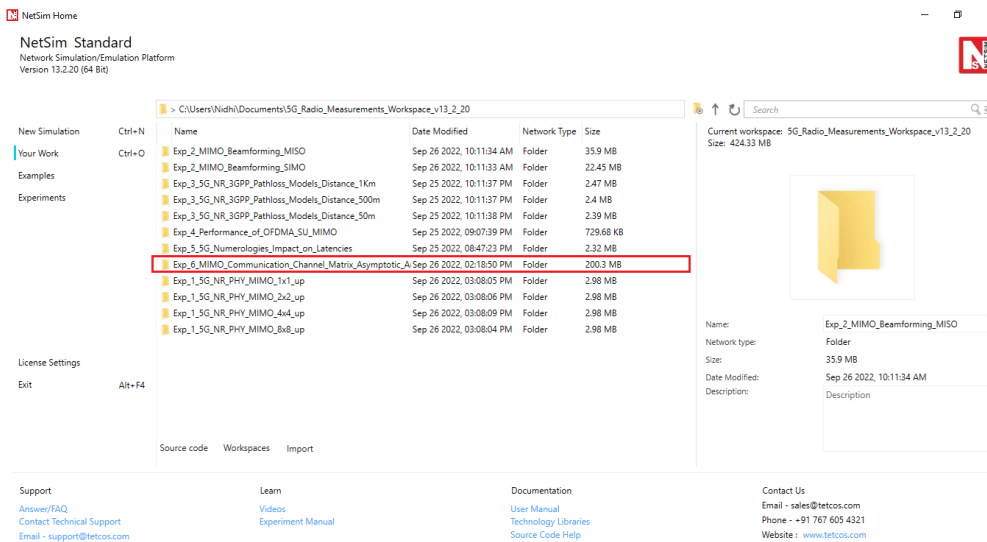 NetSim Home
NetSim Standard
Network Simulation/Emulation Platform
Version 13.2.20 (64 Bit)
NETSIM
> C:\Users\Nidhi\Documents\5G_Radio_Measurements_Workspace_v13_2_20
Search
New Simulation Ctrl+N
Your Work Ctrl+O
Examples
Experiments
License Settings
Exit Alt+F4
Name Date Modified Network Type Size
Exp_2_MIMO_Beamforming_MISO Sep 26 2022, 10:11:34 AM Folder 35.9 MB
Exp_2_MIMO_Beamforming_SIMO Sep 26 2022, 10:11:33 AM Folder 22.45 MB
Exp_3_5G_NR_3GPP_Pathloss_Models_Distance_1Km Sep 25 2022, 10:11:37 PM Folder 2.47 MB
Exp_3_5G_NR_3GPP_Pathloss_Models_Distance_500m Sep 25 2022, 10:11:37 PM Folder 2.4 MB
Exp_3_5G_NR_3GPP_Pathloss_Models_Distance_50m Sep 25 2022, 10:11:38 PM Folder 2.39 MB
Exp_4_Performance_of_OFDMA_SU_MIMO Sep 25 2022, 09:07:39 PM Folder 729.68 KB
Exp_5_5G_Numerologies_Impact_on_Latencies Sep 25 2022, 08:47:23 PM Folder 2.32 MB
Exp_6_MIMO_Communication_Channel_Matrix_Asymptotic_A Sep 26 2022, 02:18:50 PM Folder 200.3 MB
Exp_1_5G_NR_PHY_MIMO_1x1_up Sep 26 2022, 03:08:05 PM Folder 2.98 MB
Exp_1_5G_NR_PHY_MIMO_2x2_up Sep 26 2022, 03:08:06 PM Folder 2.98 MB
Exp_1_5G_NR_PHY_MIMO_4x4_up Sep 26 2022, 03:08:09 PM Folder 2.98 MB
Exp_1_5G_NR_PHY_MIMO_8x8_up Sep 26 2022, 03:08:04 PM Folder 2.98 MB
Source code Workspaces Import
Current workspace: 5G_Radio_Measurements_Workspace_v13_2_20
Size: 424.33 MB
Name: Exp_2_MIMO_Beamforming_MISO
Network type: Folder
Size: 35.9 MB
Date Modified: Sep 26 2022, 10:11:34 AM
Description: Description
Support
Answer/FAQ
Contact Technical Support
Email - support@tetcos.com
Learn
Videos
Experiment Manual
Documentation
User Manual
Technology Libraries
Source Code Help
Contact Us
Email - sales@tetcos.com
Phone - +91 767 605 4321
Website : www.tetcos.com